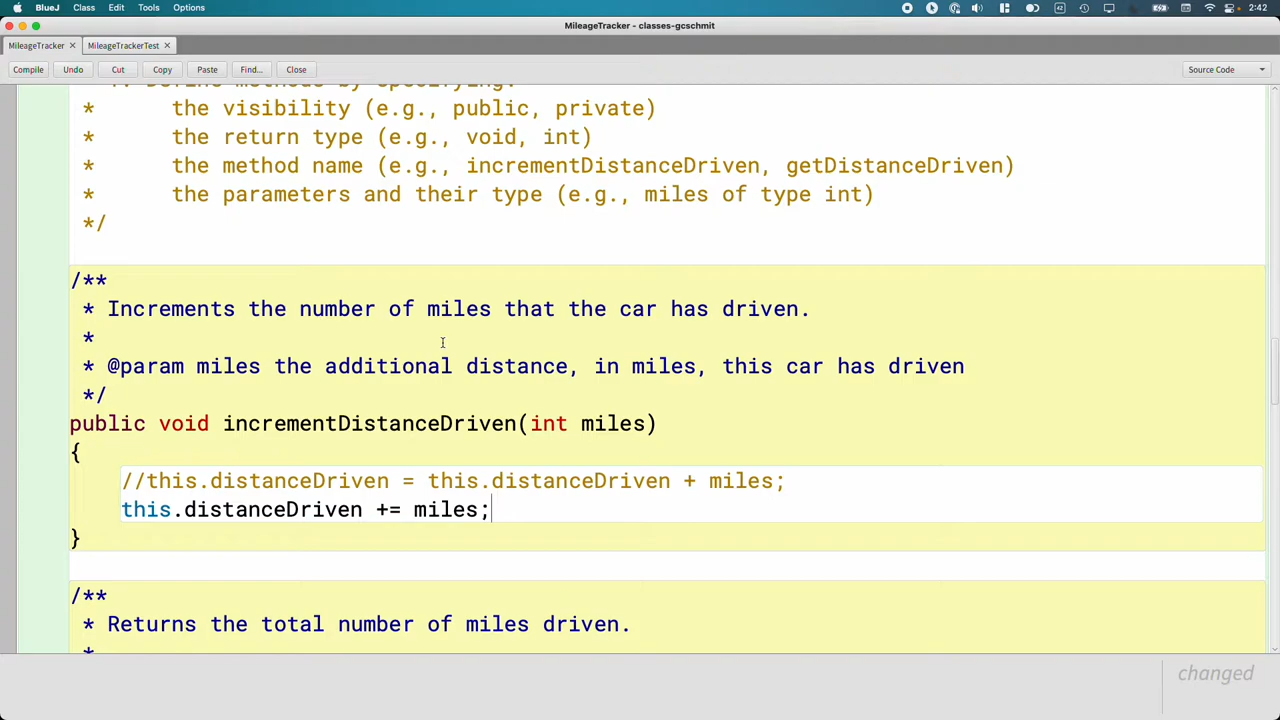 BlueJ Class Edit Tools Options 42 2:42
MileageTracker - classes-gcschmit
MileageTracker × MileageTrackerTest ×
Compile Undo Cut Copy Paste Find... Close Source Code
* the visibility (e.g., public, private)
* the return type (e.g., void, int)
* the method name (e.g., incrementDistanceDriven, getDistanceDriven)
* the parameters and their type (e.g., miles of type int)
*/
/**
* Increments the number of miles that the car has driven.
*
* @param miles the additional distance, in miles, this car has driven
*/
public void incrementDistanceDriven(int miles)
{
//this.distanceDriven = this.distanceDriven + miles;
this.distanceDriven += miles;
}
/**
* Returns the total number of miles driven.
*
changed